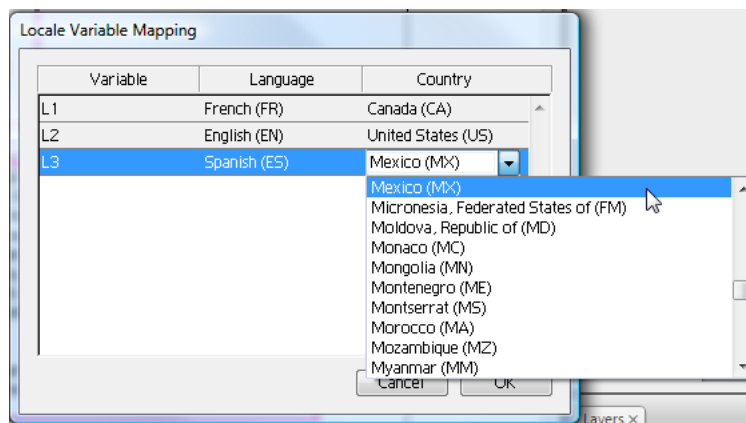 Locale Variable Mapping
Variable Language Country
L1 French (FR) Canada (CA)
L2 English (EN) United States (US)
L3 Spanish (ES) Mexico (MX)
Mexico (MX)
Micronesia, Federated States of (FM)
Moldova, Republic of (MD)
Monaco (MC)
Mongolia (MN)
Montenegro (ME)
Montserrat (MS)
Morocco (MA)
Mozambique (MZ)
Myanmar (MM)
Cancel OK
Layers ×